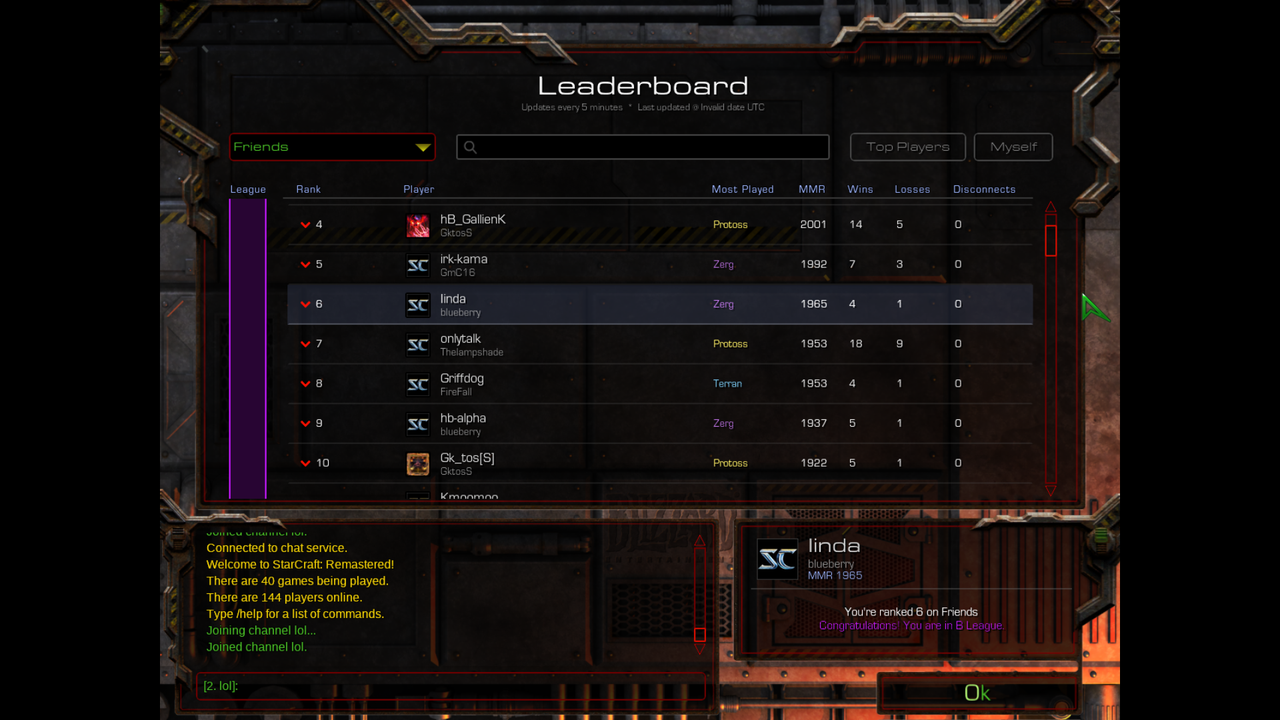 Leaderboard
Updates every 5 minutes * Last updated @ Invalid date UTC
Friends
Top Players
Myself
League Rank Player Most Played MMR Wins Losses Disconnects
4 hB_GallienK Protoss 2001 14 5 0
GktosS
5 irk-kama Zerg 1992 7 3 0
GmC16
6 linda Zerg 1965 4 1 0
blueberry
7 onlytalk Protoss 1953 18 9 0
Thelampshade
8 Griffdog Terran 1953 4 1 0
FireFall
9 hb-alpha Zerg 1937 5 1 0
blueberry
10 Gk_tos[S] Protoss 1922 5 1 0
GktosS
Kmoomoo
Joined channel lol.
Connected to chat service.
Welcome to StarCraft: Remastered!
There are 40 games being played.
There are 144 players online.
Type /help for a list of commands.
Joining channel lol...
Joined channel lol.
[2. lol]:
linda
blueberry
MMR 1965
You're ranked 6 on Friends
Congratulations! You are in B League.
Ok